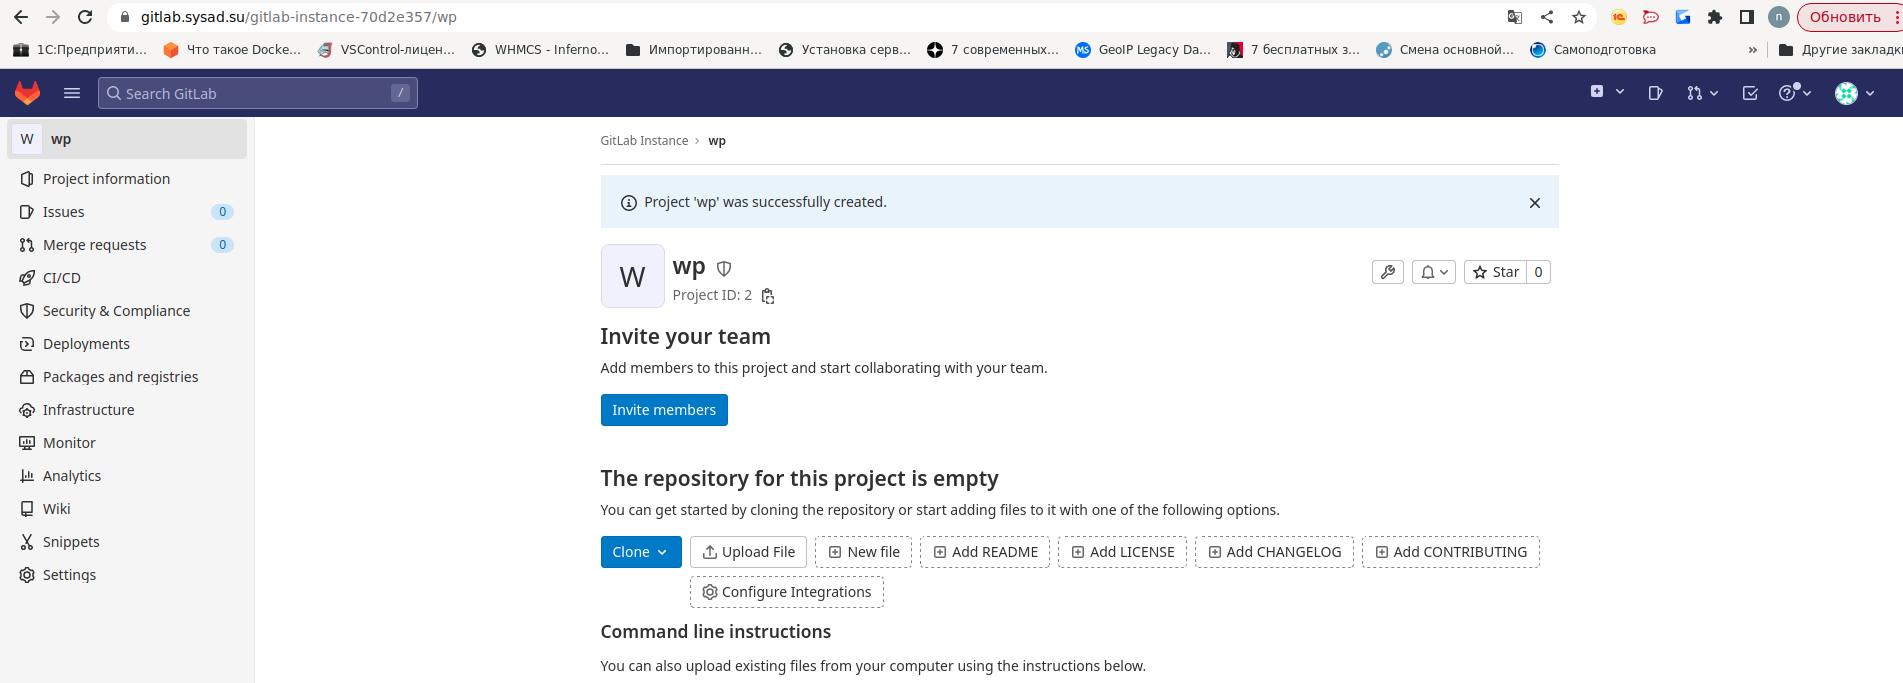 gitlab.sysad.su/gitlab-instance-70d2e357/wp
n
Обновить
1С:Предприяти...
Что такое Docke...
VSControl-лицен...
WHMCS - Inferno...
Импортированн...
Установка серв...
7 современных...
MS
GeoIP Legacy Da...
7 бесплатных з...
Смена основной...
Самоподготовка
»
Другие закладки
Search GitLab
/
W
wp
Project information
Issues
0
Merge requests
0
CI/CD
Security & Compliance
Deployments
Packages and registries
Infrastructure
Monitor
Analytics
Wiki
Snippets
Settings
GitLab Instance > wp
Project 'wp' was successfully created.
W
wp
Project ID: 2
Star
0
Invite your team
Add members to this project and start collaborating with your team.
Invite members
The repository for this project is empty
You can get started by cloning the repository or start adding files to it with one of the following options.
Clone
Upload File
New file
Add README
Add LICENSE
Add CHANGELOG
Add CONTRIBUTING
Configure Integrations
Command line instructions
You can also upload existing files from your computer using the instructions below.